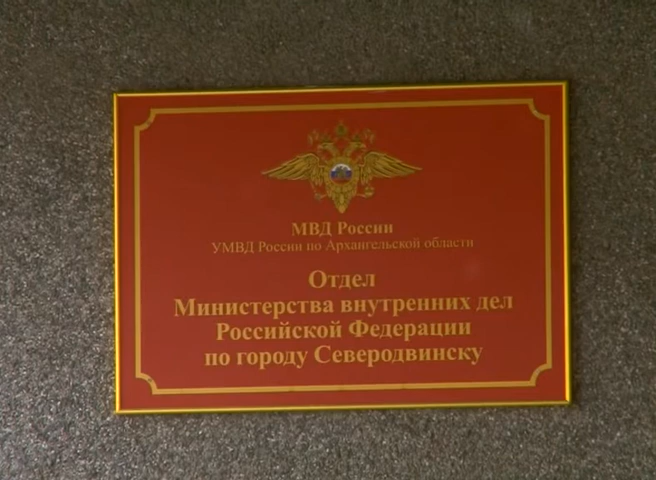 МВД России
УМВД России по Архангельской области
Отдел
Министерства внутренних дел
Российской Федерации
по городу Северодвинску